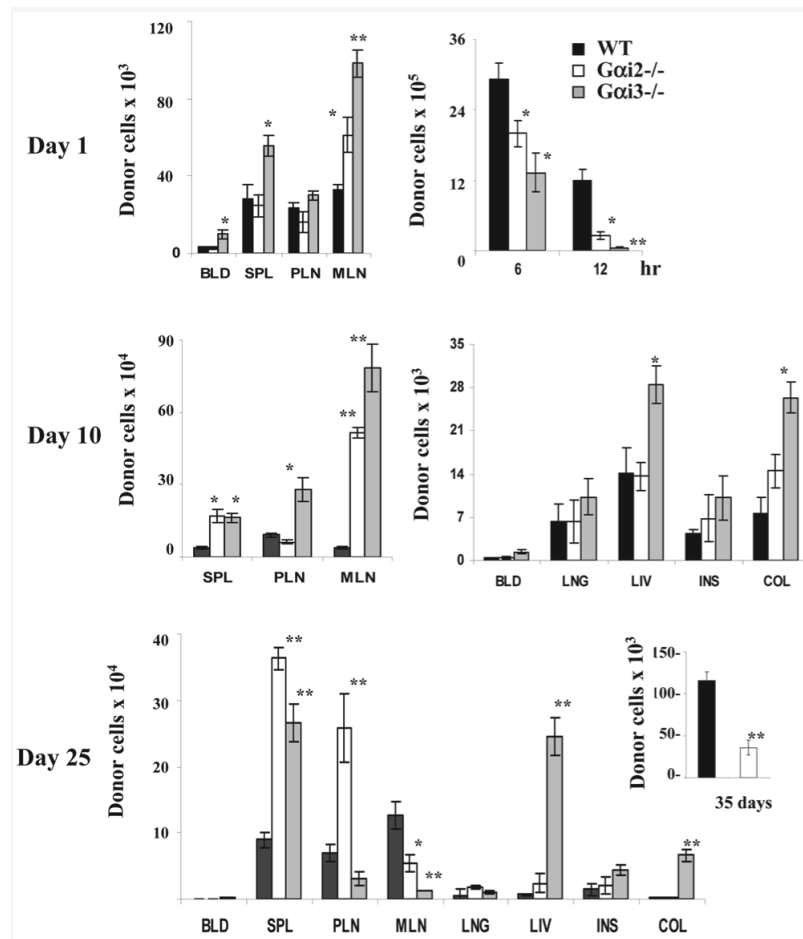 Day 1
Donor cells x 10³
120
80
40
0
*
*
*
**
BLD SPL PLN MLN
Donor cells x 10⁵
36
24
12
0
WT
Gαi2-/-
Gαi3-/-
*
*
*
**
6 12 hr
Day 10
Donor cells x 10⁴
90
60
30
0
*
*
*
**
**
SPL PLN MLN
Donor cells x 10³
35
28
14
7
0
*
*
BLD LNG LIV INS COL
Day 25
Donor cells x 10⁴
40
30
20
10
**
**
**
*
**
**
**
BLD SPL PLN MLN LNG LIV INS COL
Donor cells x 10³
150-
100-
50-
0-
**
35 days